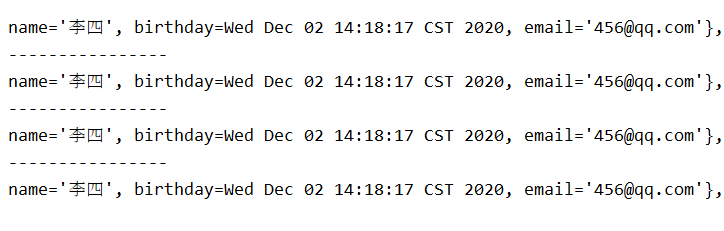 name='李四', birthday=Wed Dec 02 14:18:17 CST 2020, email='456@qq.com'},
----------------
name='李四', birthday=Wed Dec 02 14:18:17 CST 2020, email='456@qq.com'},
----------------
name='李四', birthday=Wed Dec 02 14:18:17 CST 2020, email='456@qq.com'},
----------------
name='李四', birthday=Wed Dec 02 14:18:17 CST 2020, email='456@qq.com'},